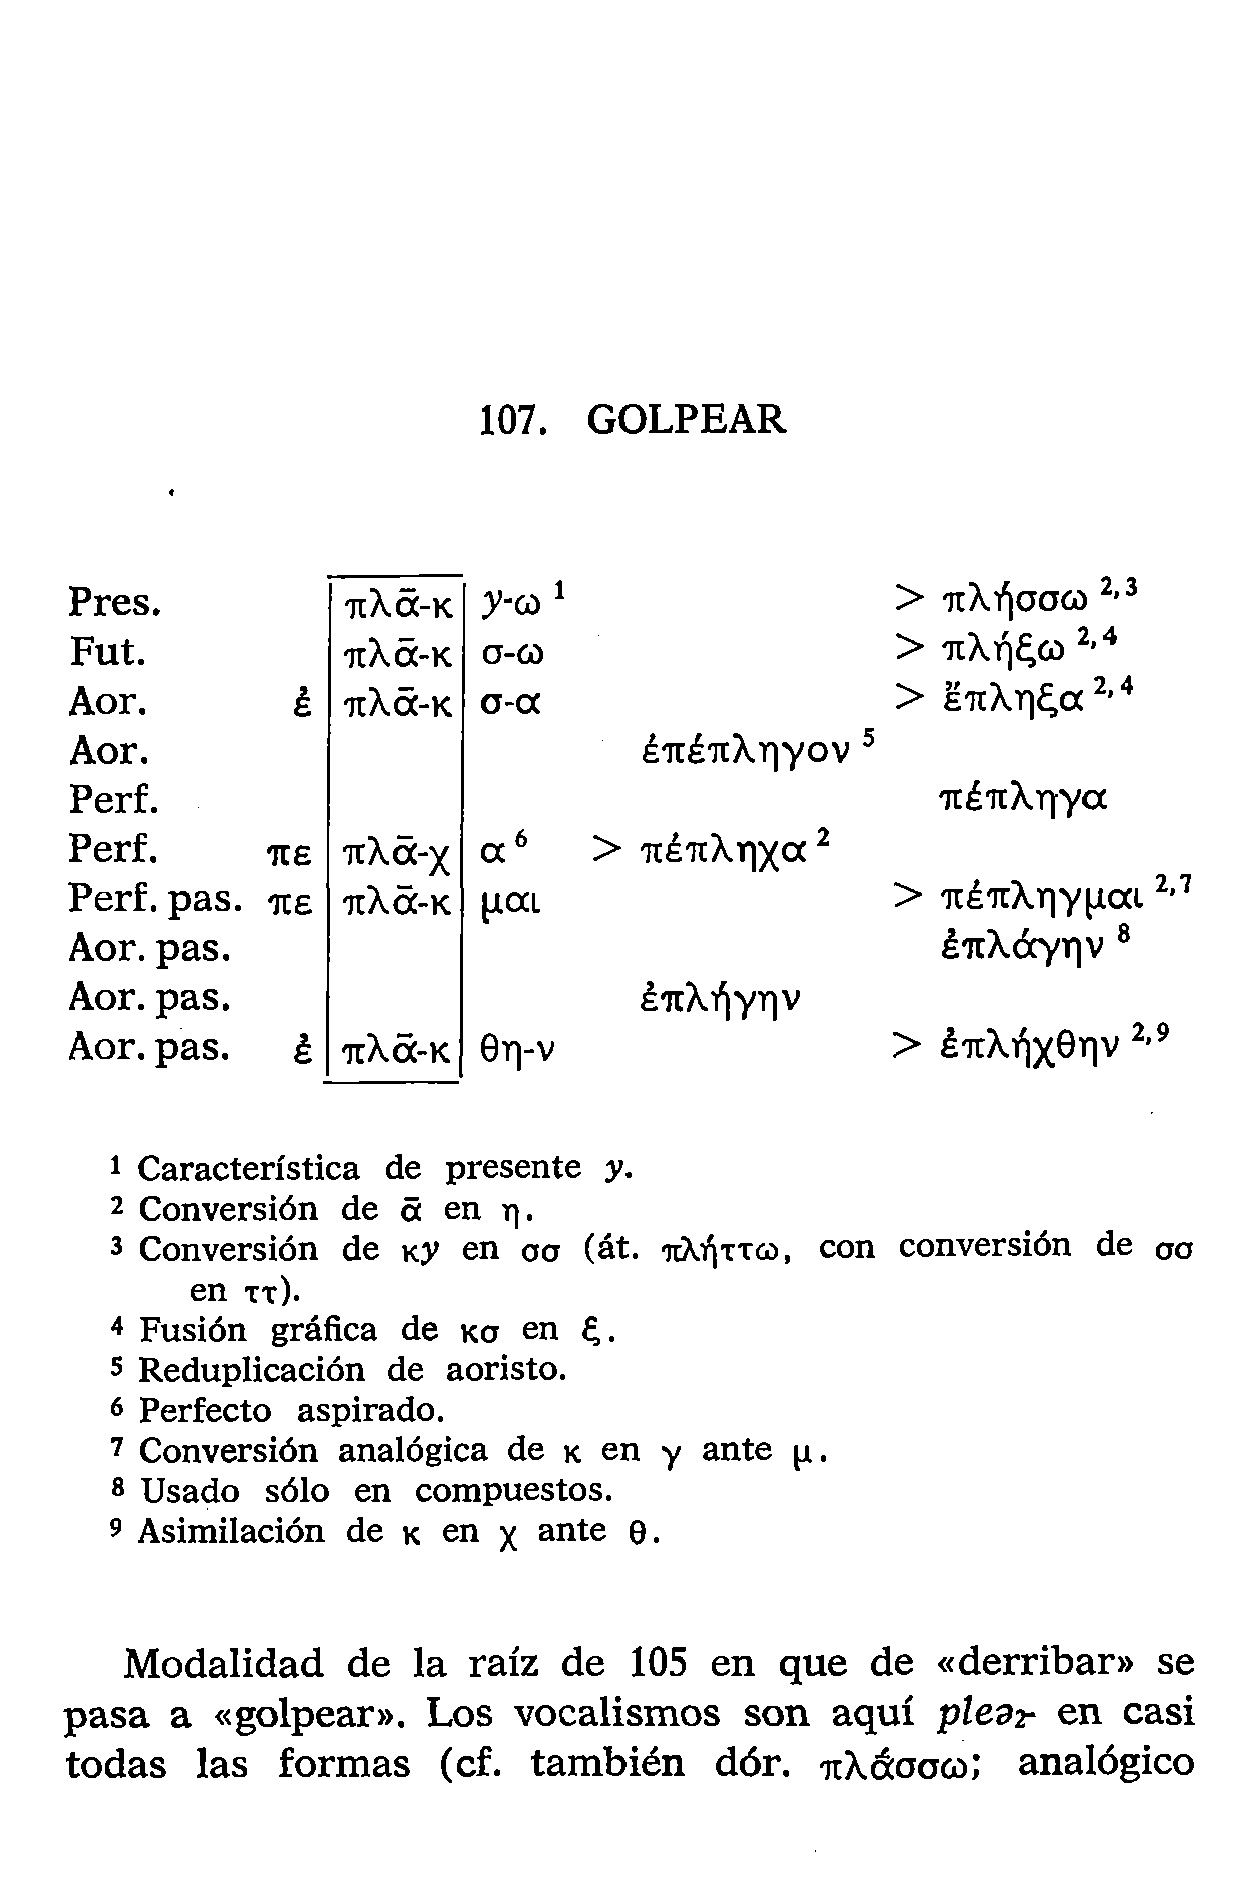 107. GOLPEAR
Pres. πλᾱ-κ y-ω ¹ > πλήσσω ²,³
Fut. πλᾱ-κ σ-ω > πλήξω ²,⁴
Aor. ἐ πλᾱ-κ σ-α > ἔπληξα ²,⁴
Aor. ἐπέπληγον ⁵
Perf. πέπληγα
Perf. πε πλᾱ-χ α ⁶ > πέπληχα ²
Perf. pas. πε πλᾱ-κ μαι > πέπληγμαι ²,⁷
Aor. pas. ἐπλάγην ⁸
Aor. pas. ἐπλήγην
Aor. pas. ἐ πλᾱ-κ θη-ν > ἐπλήχθην ²,⁹
¹ Característica de presente y.
² Conversión de ᾱ en η.
³ Conversión de κy en σσ (át. πλήττω, con conversión de σσ
en ττ).
⁴ Fusión gráfica de κσ en ξ.
⁵ Reduplicación de aoristo.
⁶ Perfecto aspirado.
⁷ Conversión analógica de κ en γ ante μ.
⁸ Usado sólo en compuestos.
⁹ Asimilación de κ en χ ante θ.
Modalidad de la raíz de 105 en que de «derribar» se
pasa a «golpear». Los vocalismos son aquí pleə₂- en casi
todas las formas (cf. también dór. πλᾱ́σσω; analógico